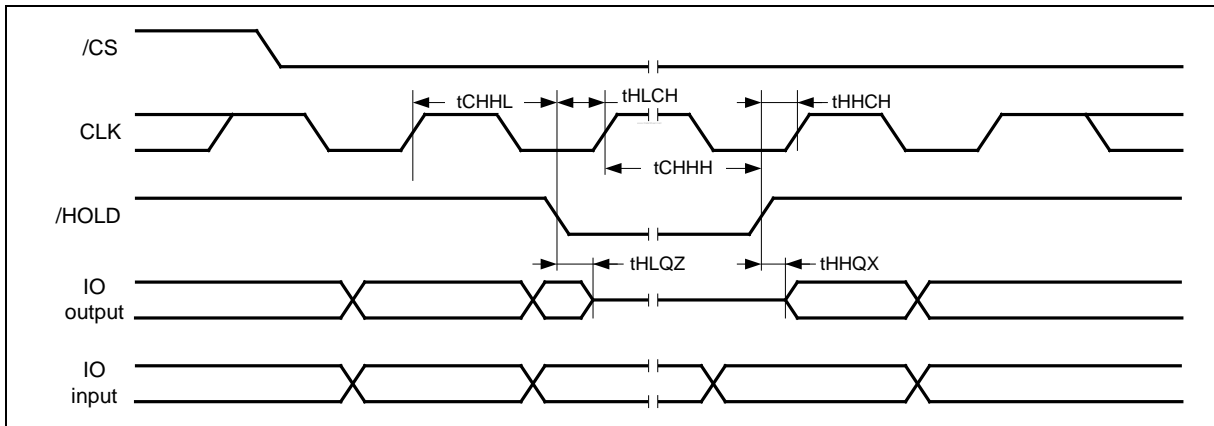 /CS
tCHHL
tHLCH
tHHCH
CLK
tCHHH
/HOLD
tHLQZ
tHHQX
IO
output
IO
input